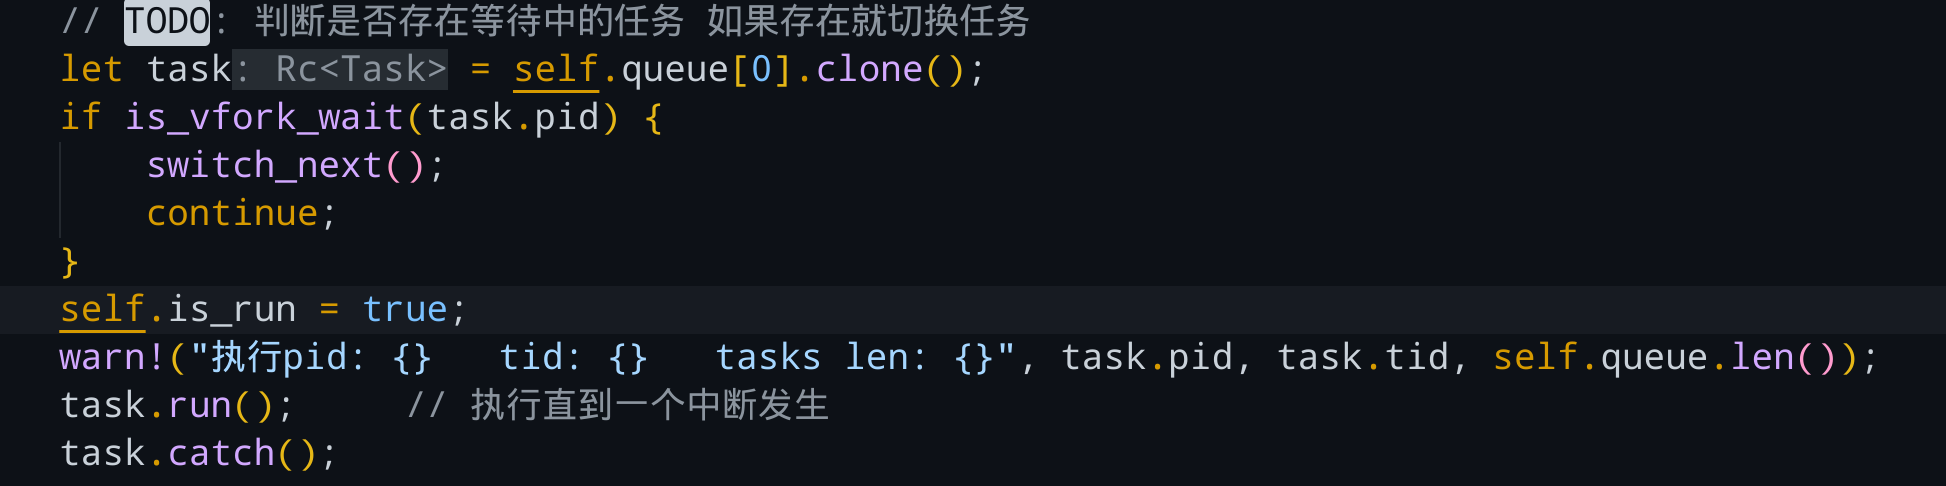 // TODO: 判断是否存在等待中的任务 如果存在就切换任务
let task: Rc<Task> = self.queue[0].clone();
if is_vfork_wait(task.pid) {
    switch_next();
    continue;
}
self.is_run = true;
warn!("执行pid: {}   tid: {}   tasks len: {}", task.pid, task.tid, self.queue.len());
task.run();     // 执行直到一个中断发生
task.catch();